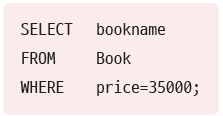 SELECT bookname
FROM Book
WHERE price=35000;